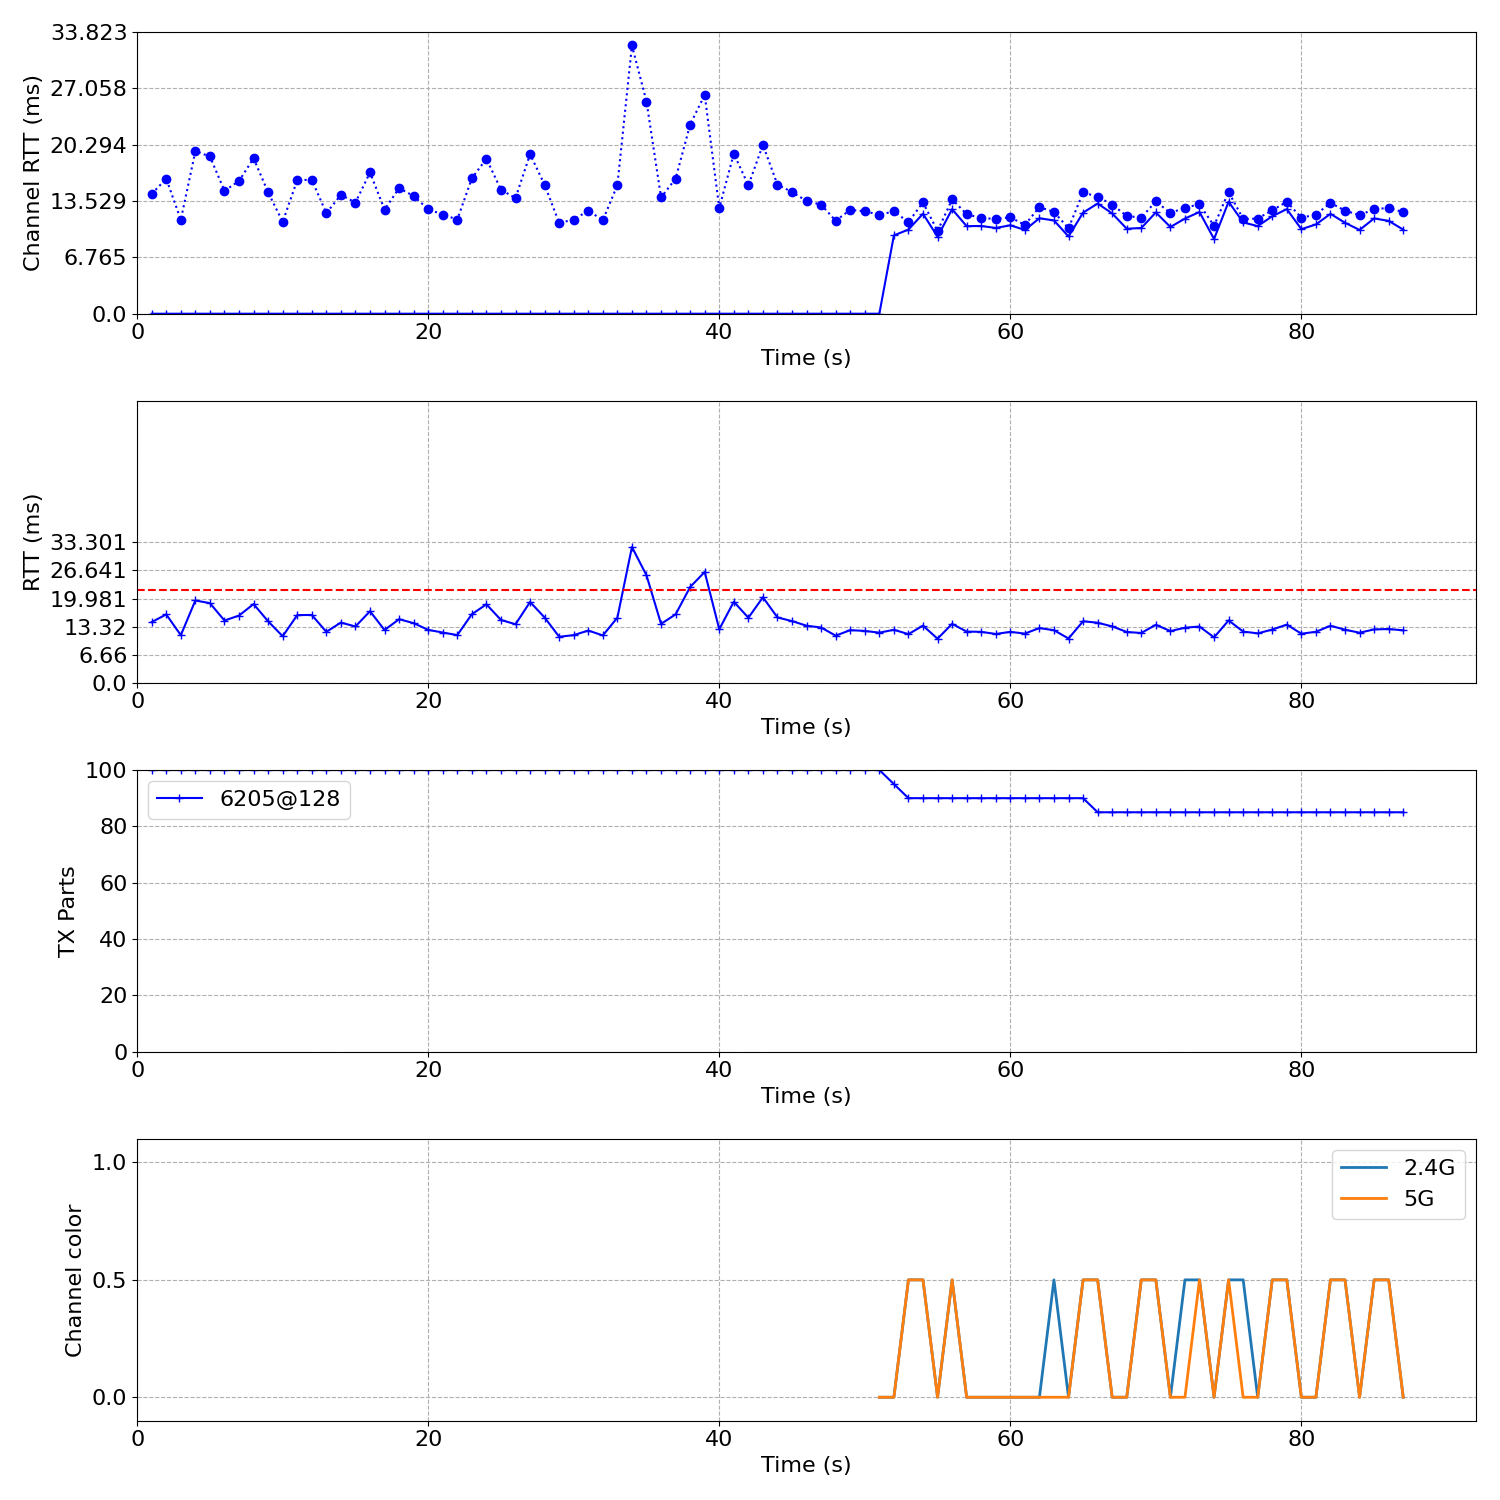 33.823
27.058
20.294
13.529
6.765
0.0
Channel RTT (ms)
0 20 40 60 80
Time (s)
33.301
26.641
19.981
13.32
6.66
0.0
RTT (ms)
0 20 40 60 80
Time (s)
100
80
60
40
20
0
TX Parts
6205@128
0 20 40 60 80
Time (s)
1.0
0.5
0.0
Channel color
2.4G
5G
0 20 40 60 80
Time (s)